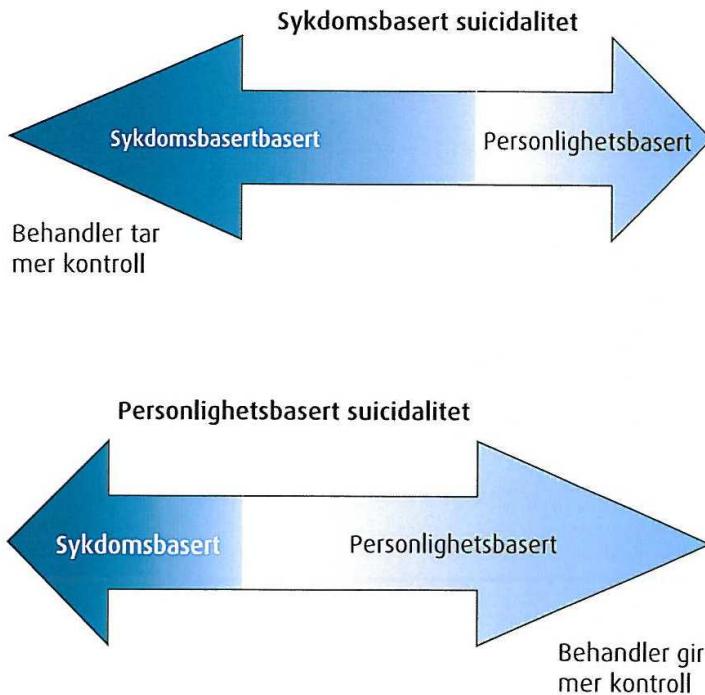 Sykdomsbasert suicidalitet
Sykdomsbasertbasert
Personlighetsbasert
Behandler tar
mer kontroll
Personlighetsbasert suicidalitet
Sykdomsbasert
Personlighetsbasert
Behandler gir
mer kontroll